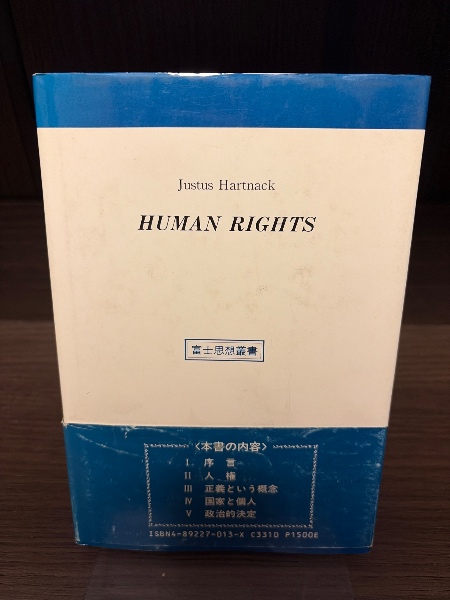 Justus Hartnack
HUMAN RIGHTS
富士思想叢書
〈本書の内容〉
I. 序言
II 人権
III 正義という概念
IV 国家と個人
V 政治的決定
ISBN4-89227-013-X C3310 P1500E